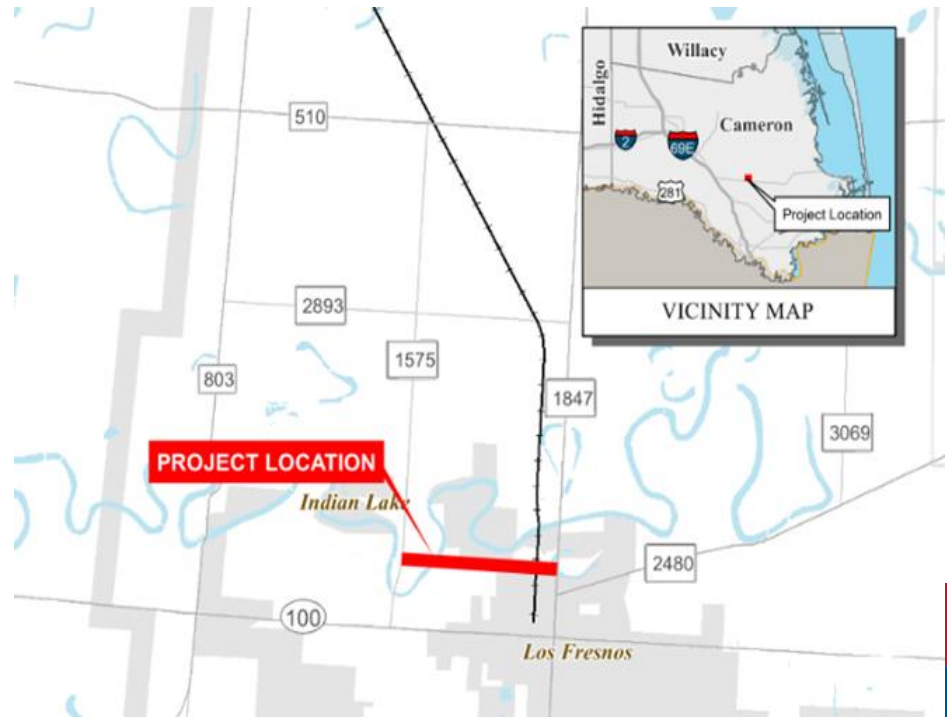 510
2893
1575
803
1847
3069
PROJECT LOCATION
Indian Lake
2480
100
Los Fresnos
Willacy
Hidalgo
Cameron
2
69E
281
Project Location
VICINITY MAP